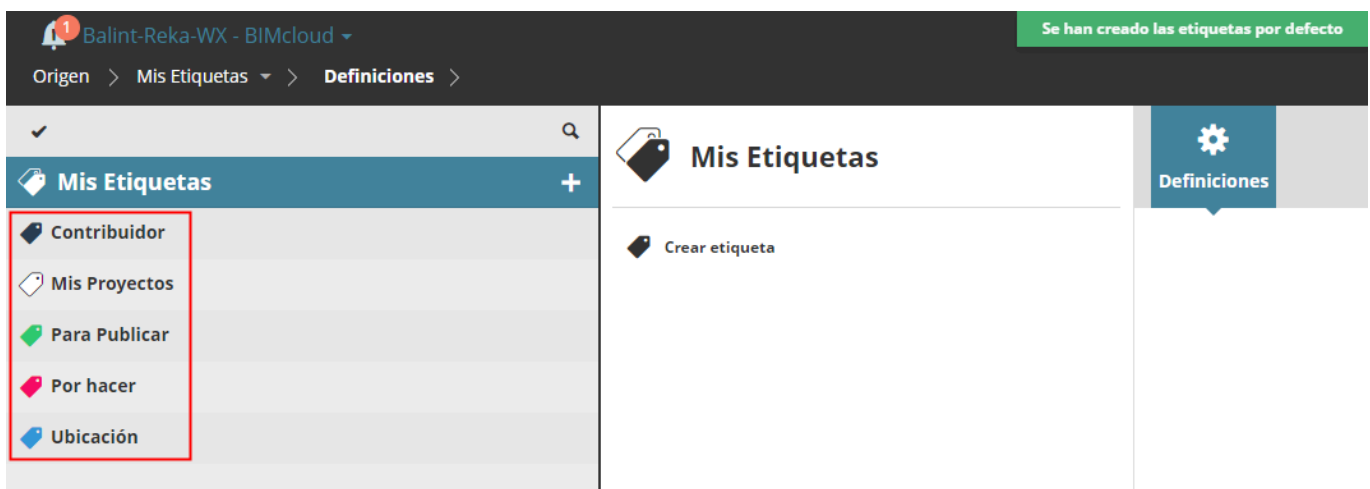 1
Balint-Reka-WX - BIMcloud
Se han creado las etiquetas por defecto
Origen > Mis Etiquetas > Definiciones >
Mis Etiquetas +
Contribuidor
Mis Proyectos
Para Publicar
Por hacer
Ubicación
Mis Etiquetas
Crear etiqueta
Definiciones